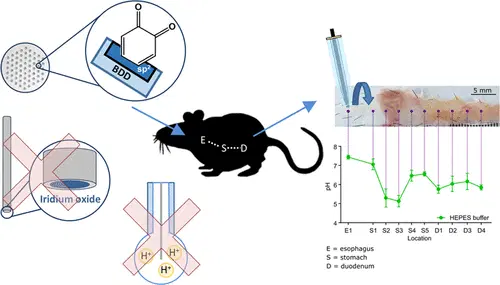 O
O
sp²
BDD
Iridium oxide
H⁺
H⁺
H⁺
E
S
D
5 mm
8
7
6
5
4
pH
E1 S1 S2 S3 S4 S5 D1 D2 D3 D4
Location
HEPES buffer
E = esophagus
S = stomach
D = duodenum